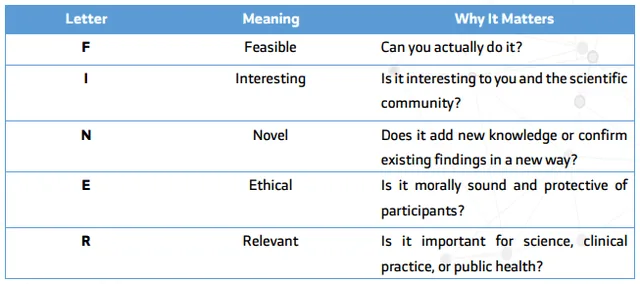 Letter Meaning Why It Matters
F Feasible Can you actually do it?
I Interesting Is it interesting to you and the scientific
community?
N Novel Does it add new knowledge or confirm
existing findings in a new way?
E Ethical Is it morally sound and protective of
participants?
R Relevant Is it important for science, clinical
practice, or public health?